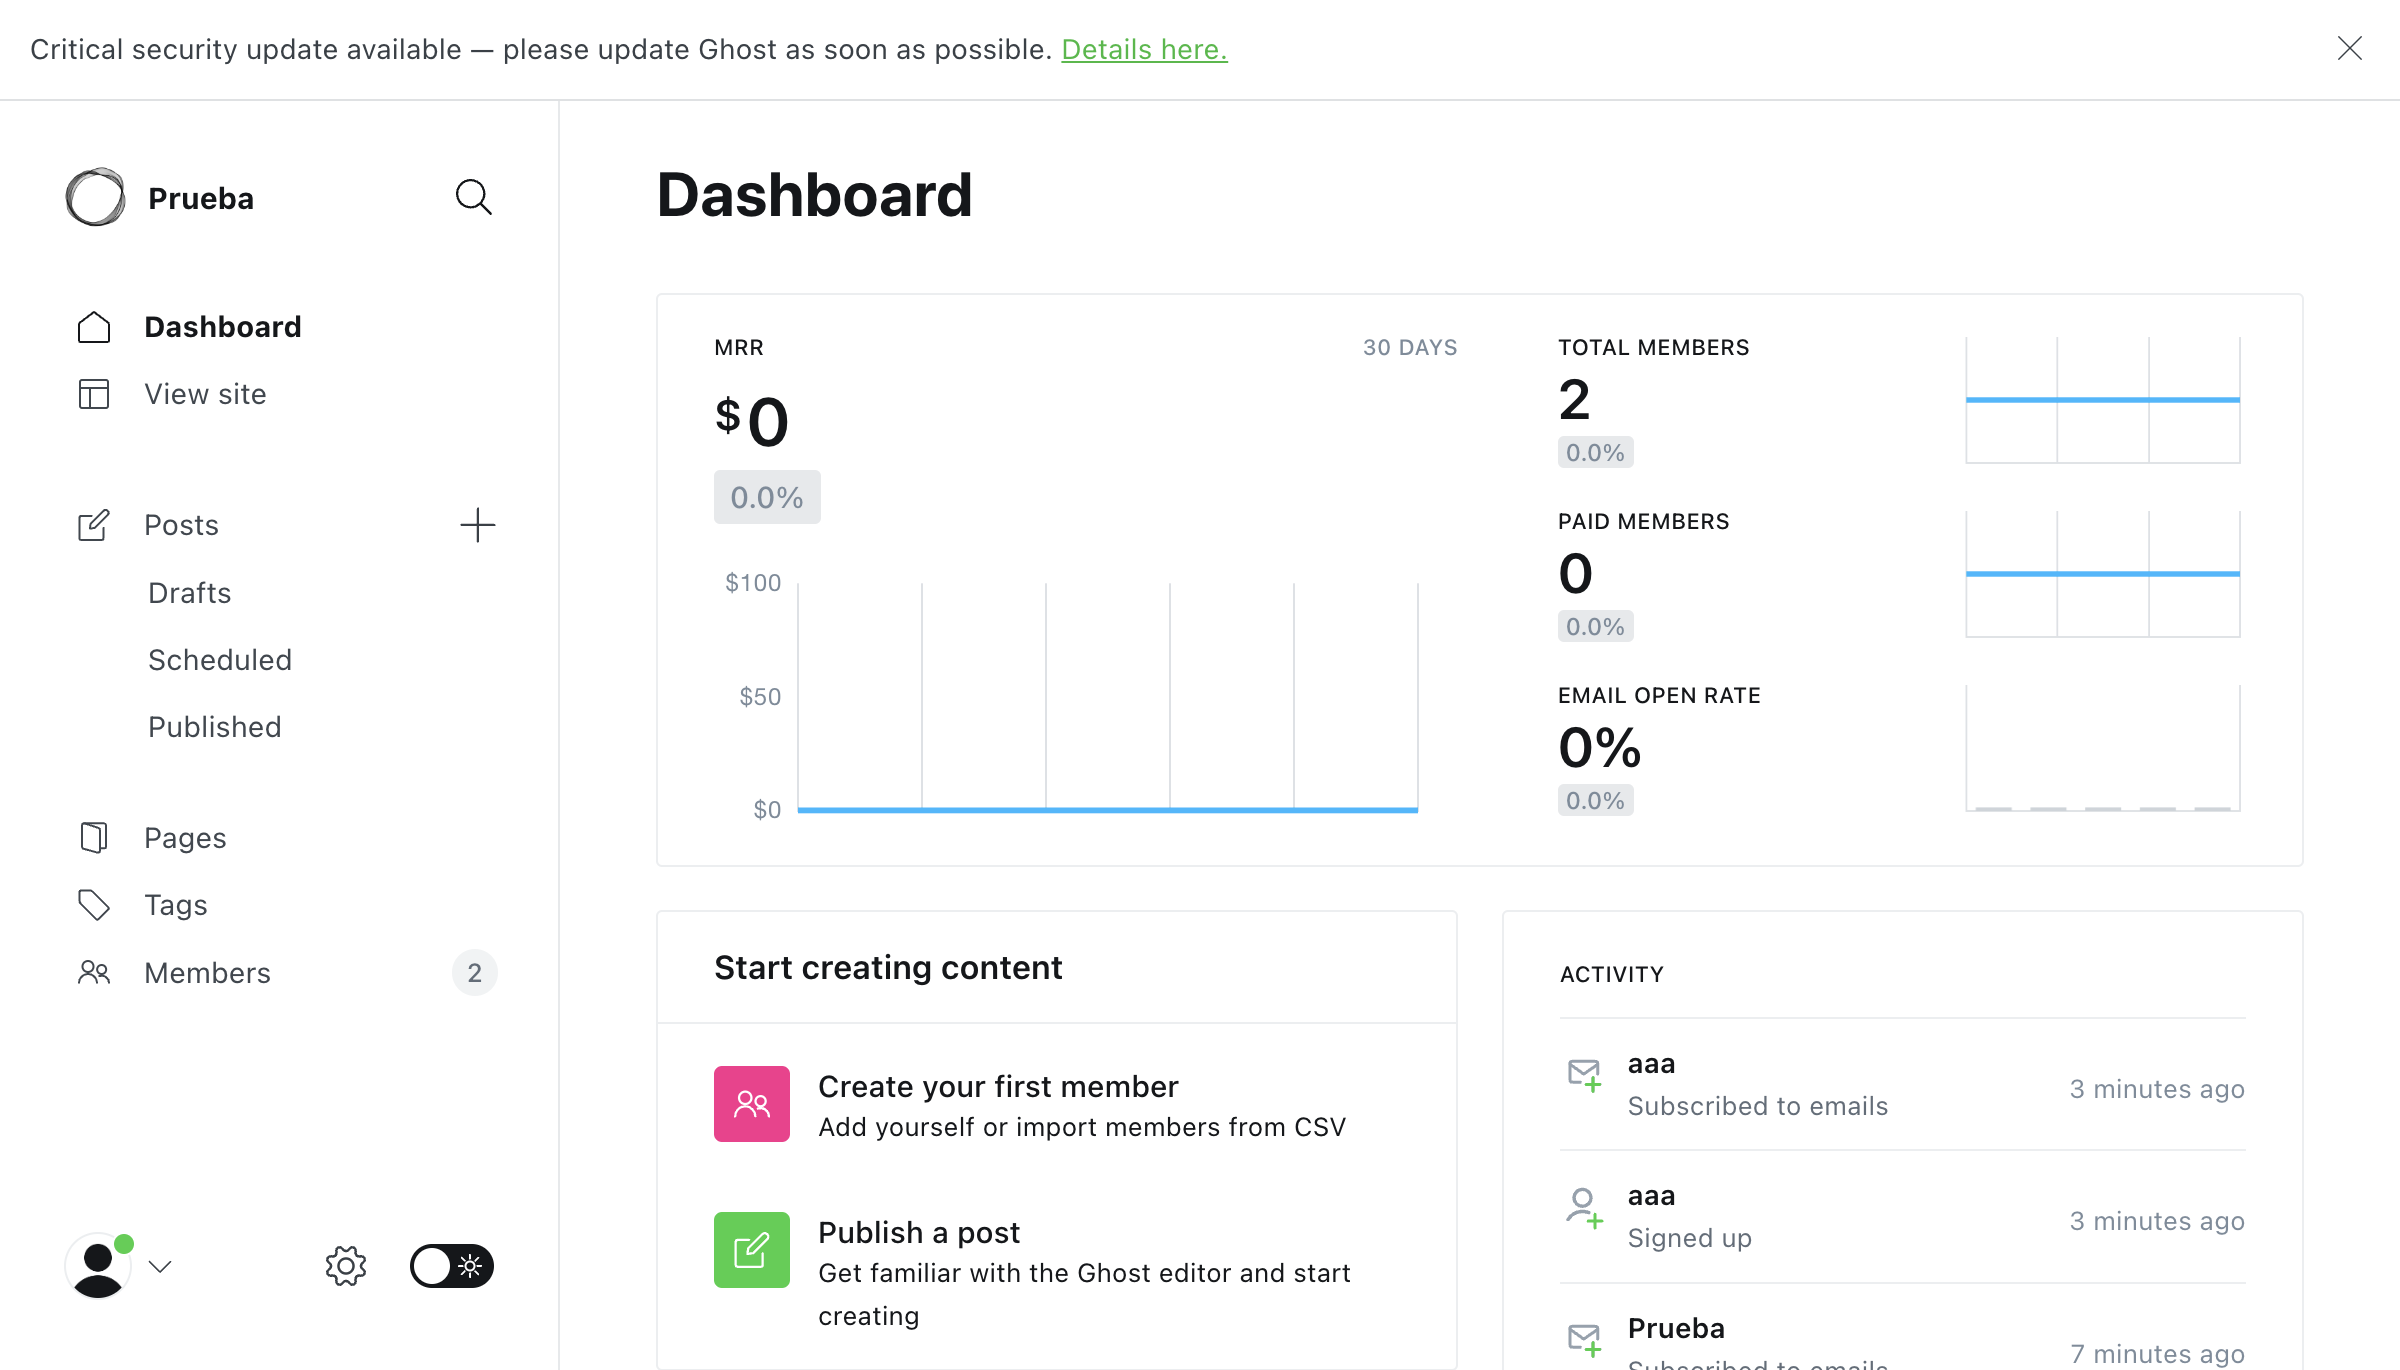 Critical security update available — please update Ghost as soon as possible. Details here.
Prueba
Dashboard
View site
Posts
Drafts
Scheduled
Published
Pages
Tags
Members 2
Dashboard
MRR 30 DAYS
$0
0.0%
$100
$50
$0
TOTAL MEMBERS
2
0.0%
PAID MEMBERS
0
0.0%
EMAIL OPEN RATE
0%
0.0%
Start creating content
Create your first member
Add yourself or import members from CSV
Publish a post
Get familiar with the Ghost editor and start
creating
ACTIVITY
aaa
Subscribed to emails
3 minutes ago
aaa
Signed up
3 minutes ago
Prueba
Subscribed to emails
7 minutes ago